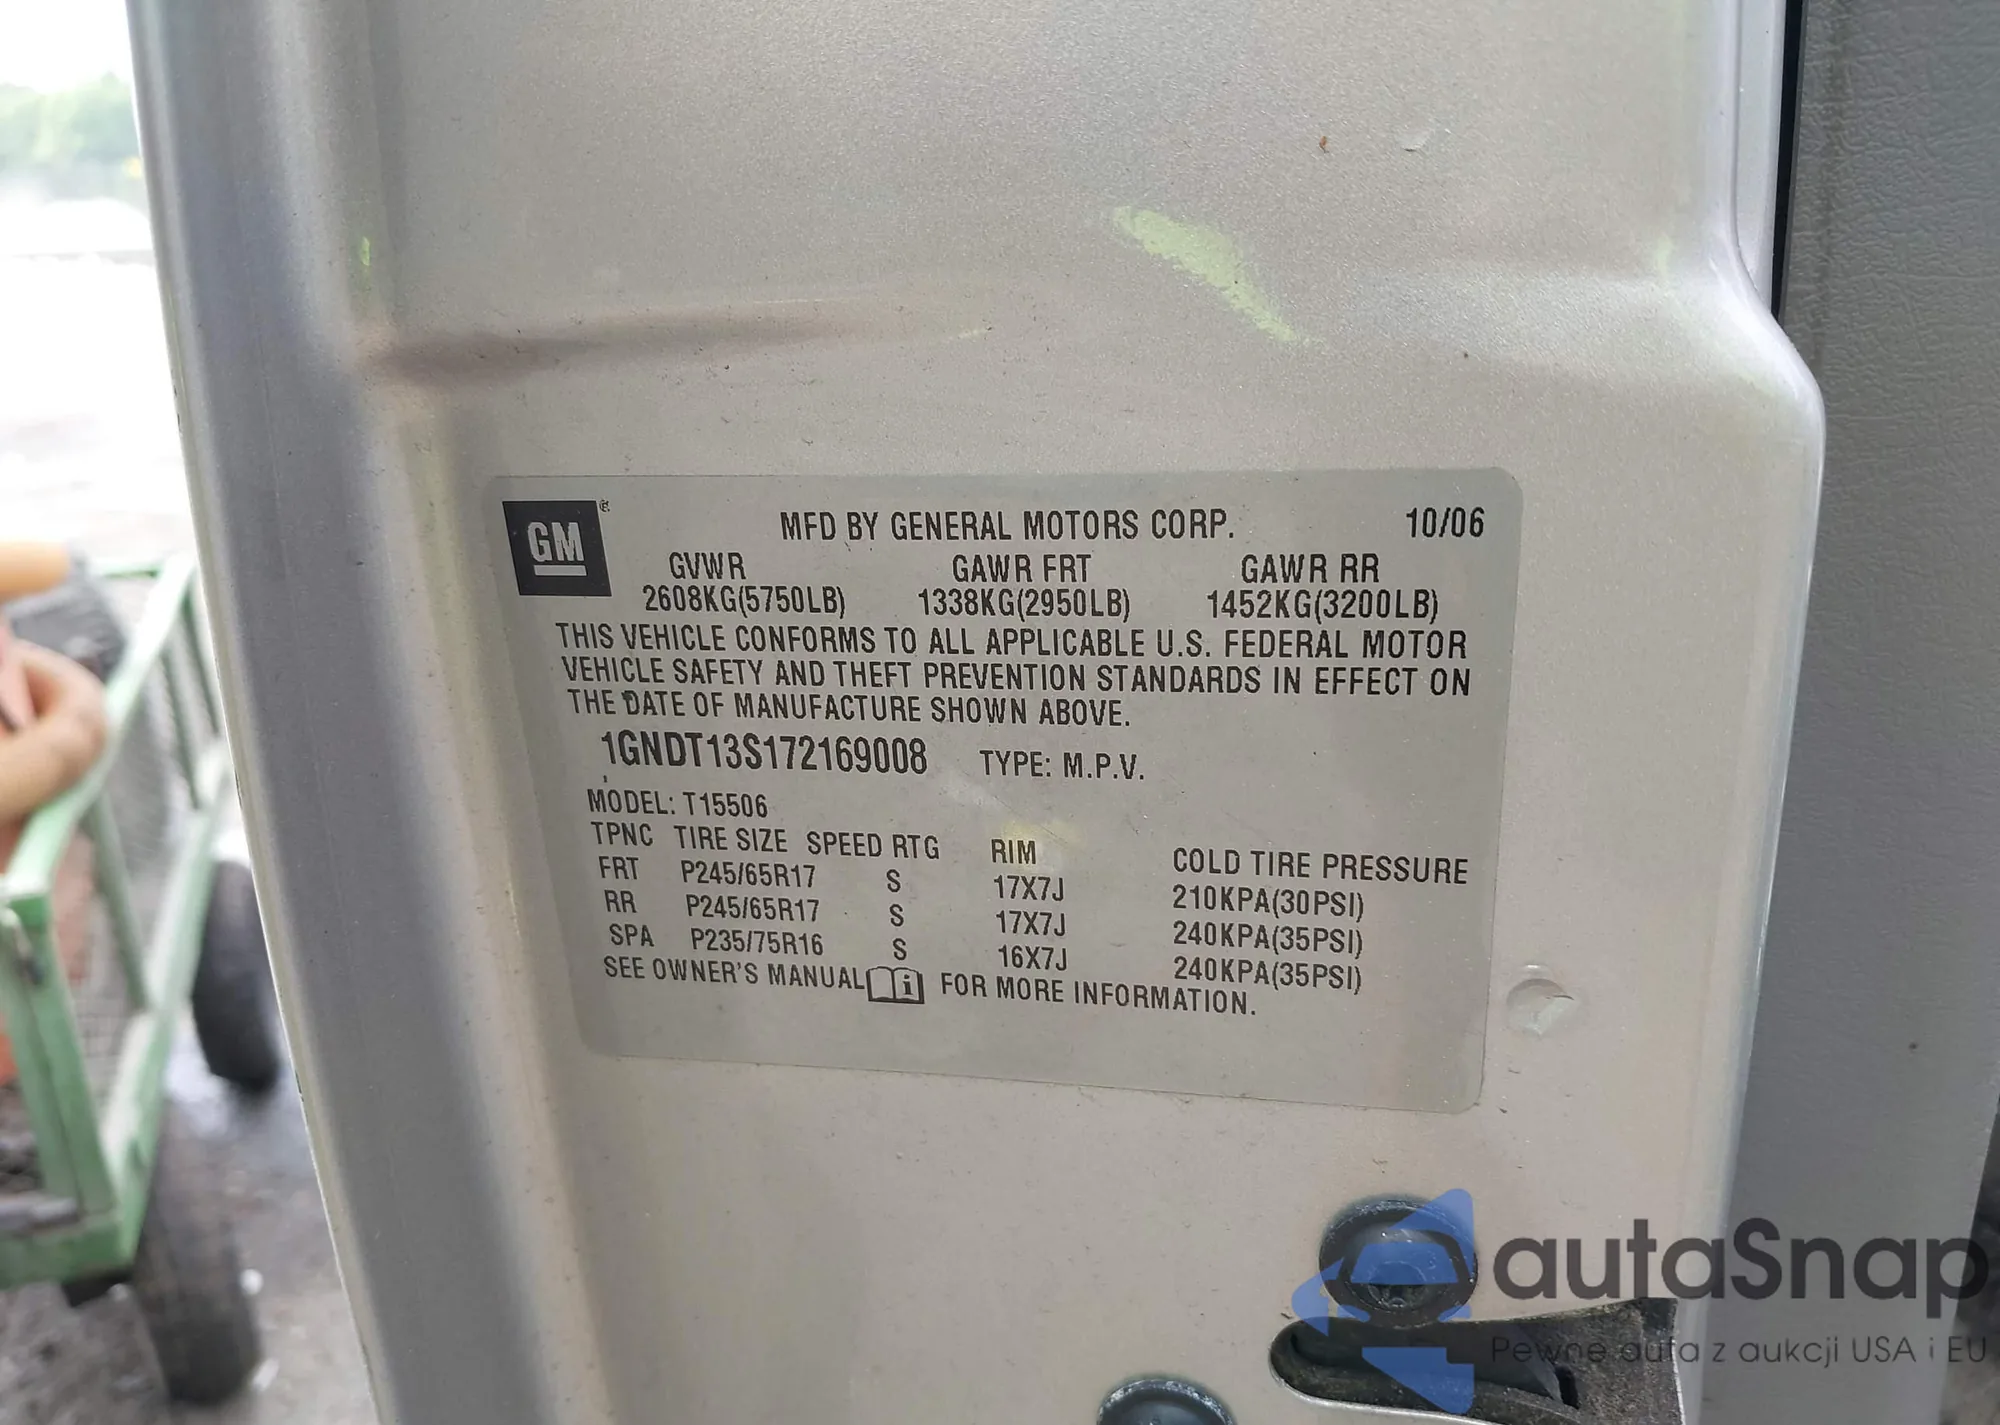 GM
MFD BY GENERAL MOTORS CORP. 10/06
GVWR GAWR FRT GAWR RR
2608KG(5750LB) 1338KG(2950LB) 1452KG(3200LB)
THIS VEHICLE CONFORMS TO ALL APPLICABLE U.S. FEDERAL MOTOR
VEHICLE SAFETY AND THEFT PREVENTION STANDARDS IN EFFECT ON
THE DATE OF MANUFACTURE SHOWN ABOVE.
1GNDT13S172169008 TYPE: M.P.V.
MODEL: T15506
TPNC TIRE SIZE SPEED RTG RIM COLD TIRE PRESSURE
FRT P245/65R17 S 17X7J 210KPA(30PSI)
RR P245/65R17 S 17X7J 240KPA(35PSI)
SPA P235/75R16 S 16X7J 240KPA(35PSI)
SEE OWNER'S MANUAL i FOR MORE INFORMATION.
autaSnap
Pewne auta z aukcji USA i EU